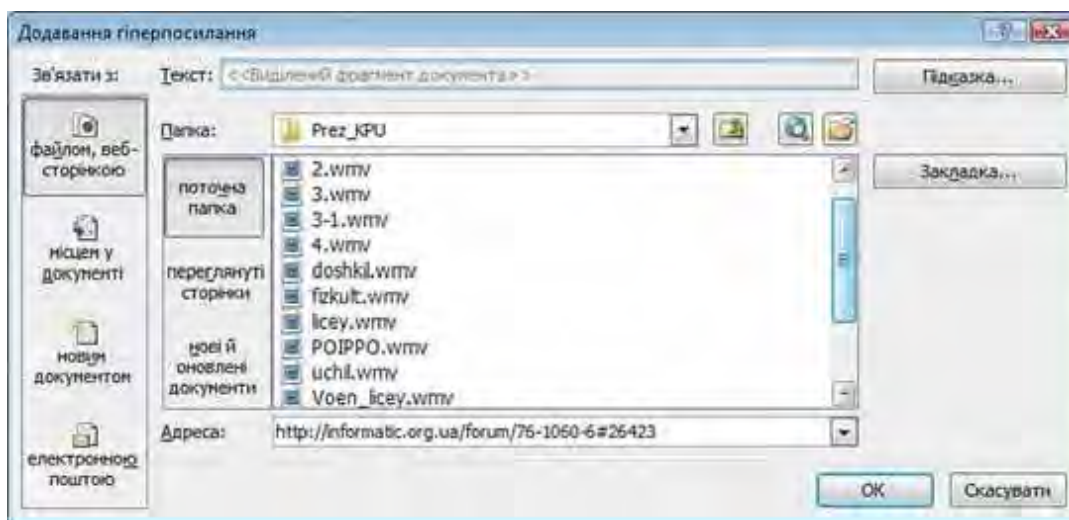 Додавання гіперпосилання
Зв'язати з:
Текст: <<Виділений фрагмент документа>>
Підказка...
файлом, веб-
сторінкою
Папка: Prez_KPU
Закладка...
місцем у
документі
новим
документом
електронною
поштою
поточна
папка
переглянуті
сторінки
нові й
оновлені
документи
2.wmv
3.wmv
3-1.wmv
4.wmv
doshkil.wmv
fizkult.wmv
licey.wmv
POIPPO.wmv
uchil.wmv
Voen_licey.wmv
Адреса: http://informatic.org.ua/forum/76-1060-6#26423
ОК
Скасувати